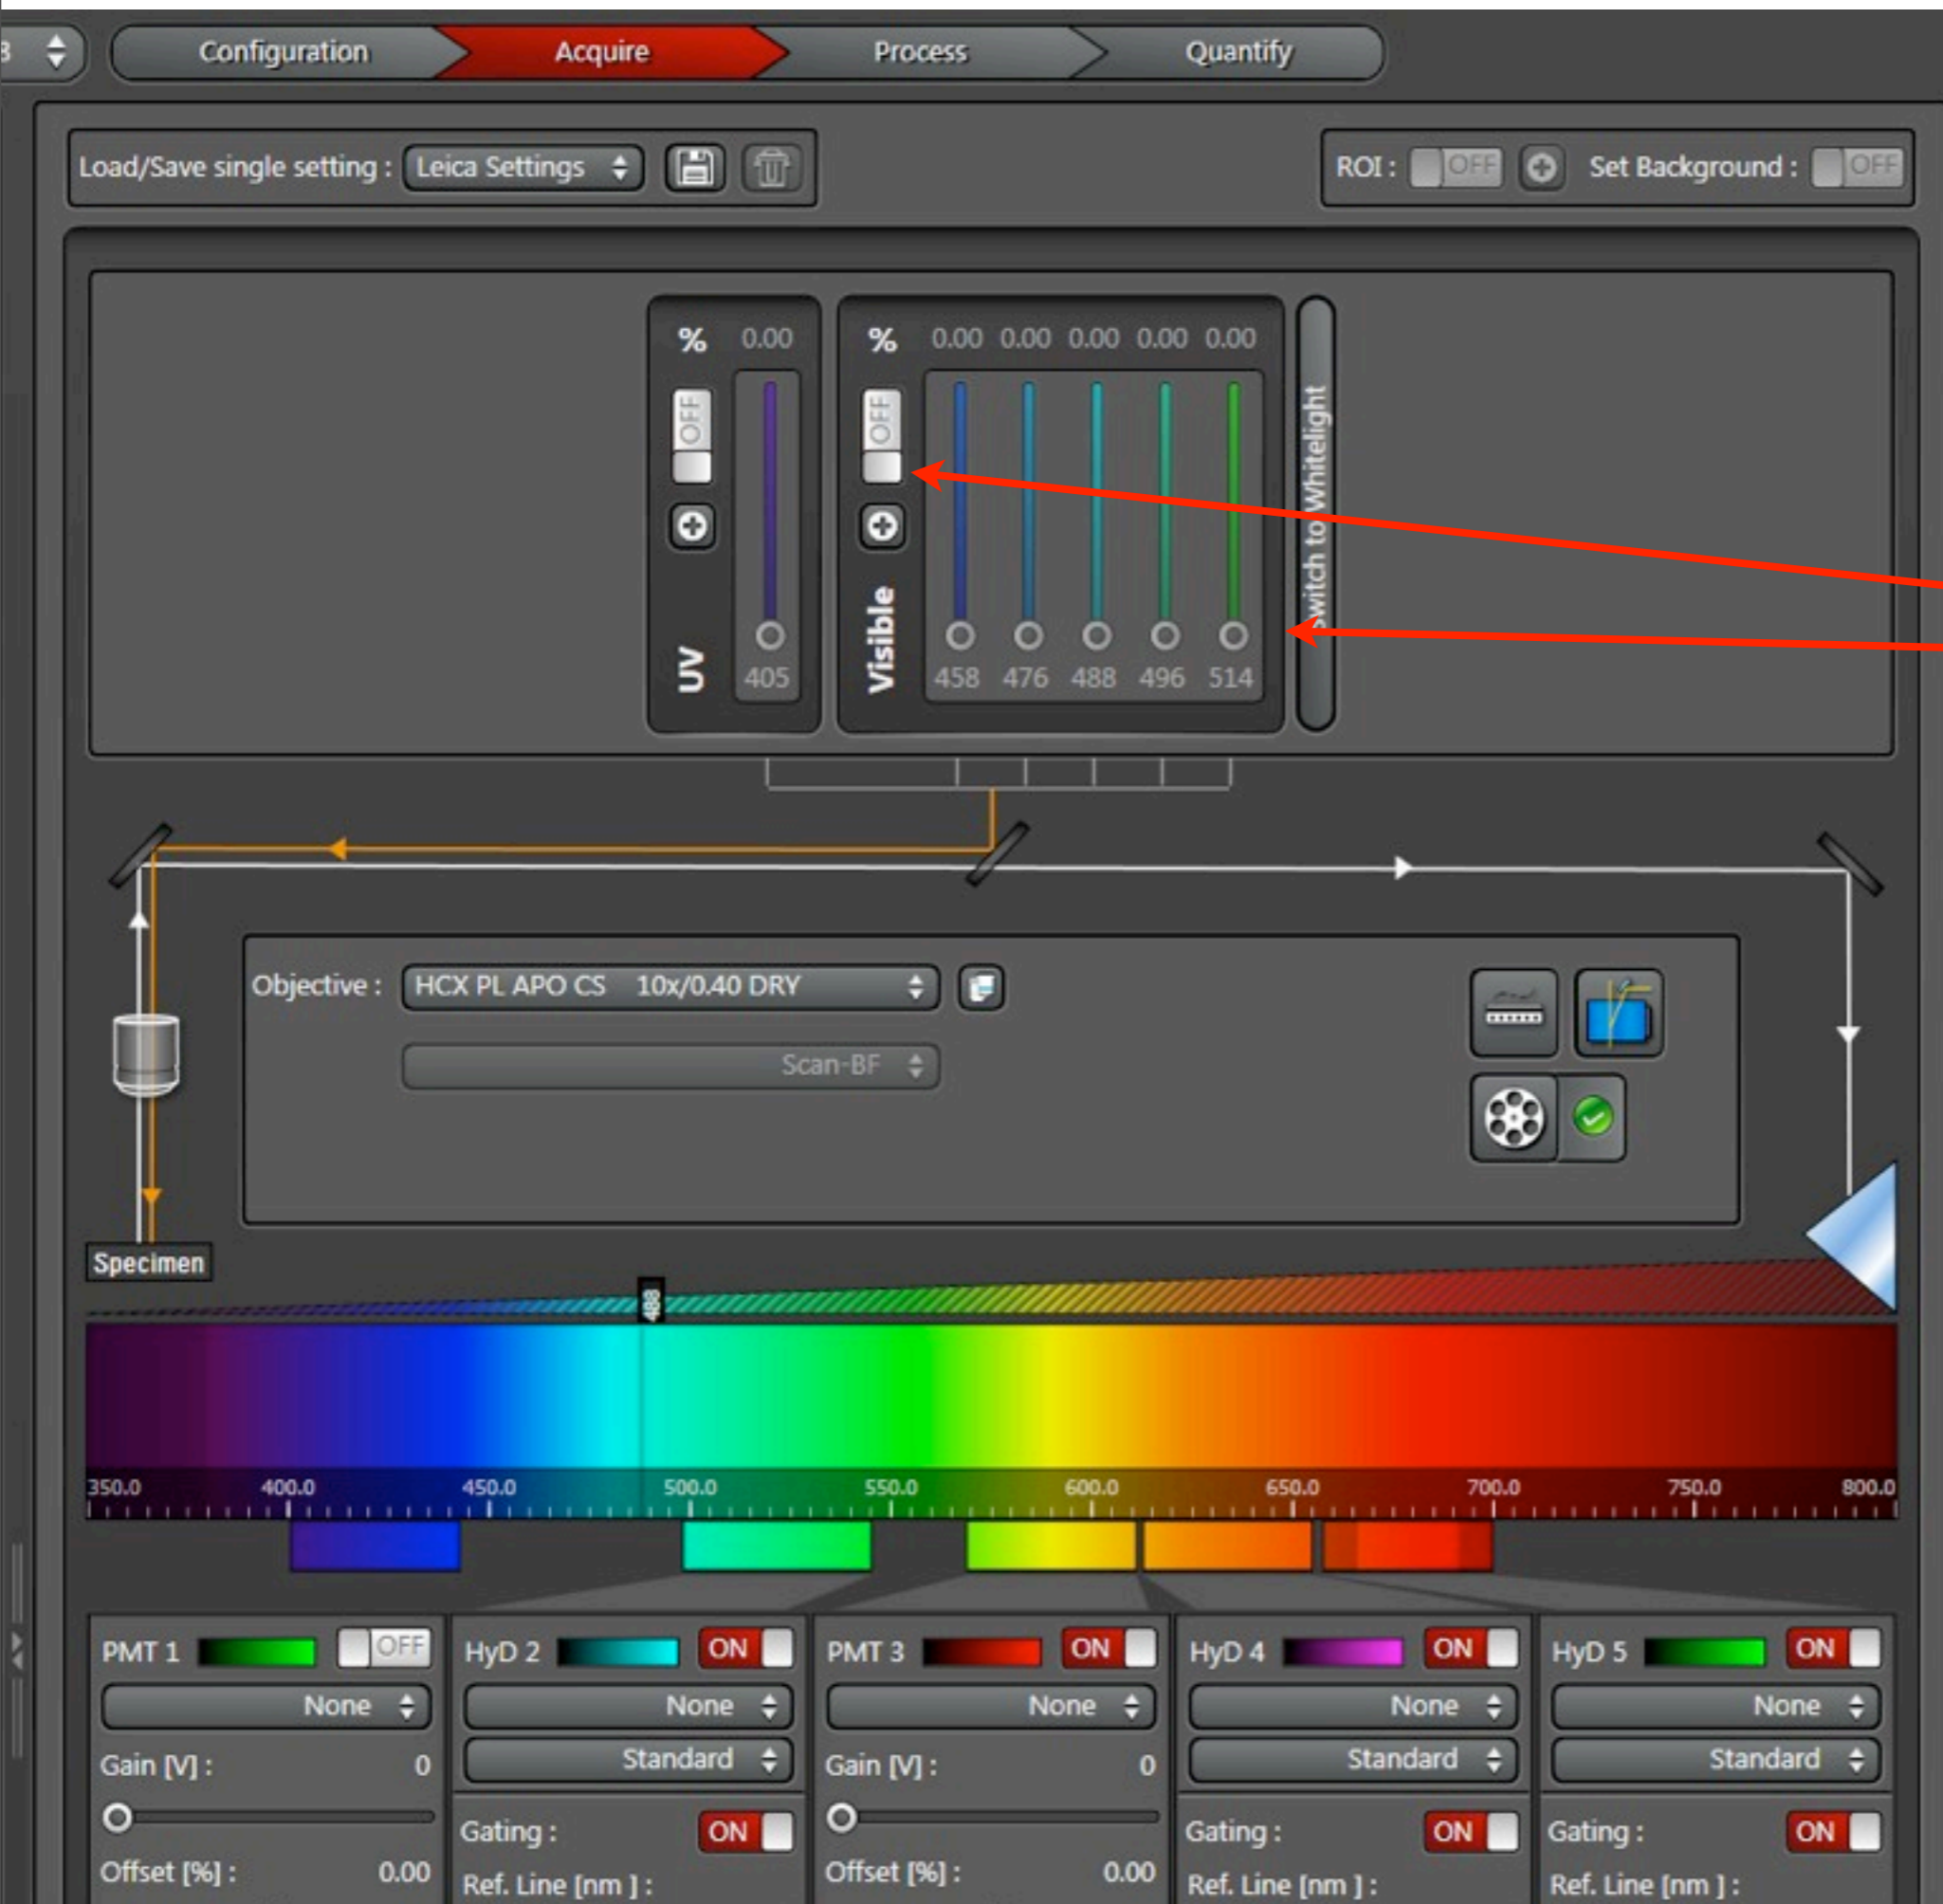 Configuration Acquire Process Quantify
Load/Save single setting : Leica Settings ROI : OFF Set Background : OFF
% 0.00 % 0.00 0.00 0.00 0.00 0.00
OFF OFF
Switch to Whitelight
UV Visible
405 458 476 488 496 514
Objective : HCX PL APO CS 10x/0.40 DRY
Scan-BF
Specimen
488
350.0 400.0 450.0 500.0 550.0 600.0 650.0 700.0 750.0 800.0
PMT 1 OFF HyD 2 ON PMT 3 ON HyD 4 ON HyD 5 ON
None None None None None
Gain [V] : 0 Standard Gain [V] : 0 Standard Standard
Gating : ON Gating : ON Gating : ON
Offset [%] : 0.00 Ref. Line [nm ] : Offset [%] : 0.00 Ref. Line [nm ] : Ref. Line [nm ] :